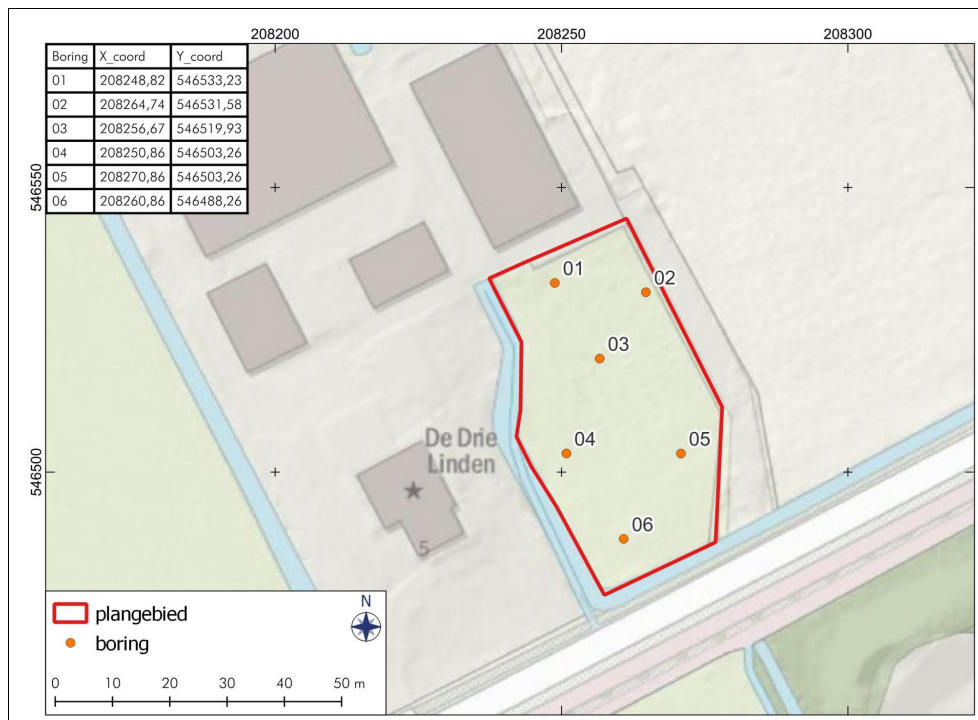 208200 208250 208300
Boring X_coord Y_coord
01 208248,82 546533,23
02 208264,74 546531,58
03 208256,67 546519,93
04 208250,86 546503,26
05 208270,86 546503,26
06 208260,86 546488,26
546550
01
02
03
De Drie
Linden
04
05
546500
06
5
plangebied
boring
N
0 10 20 30 40 50 m